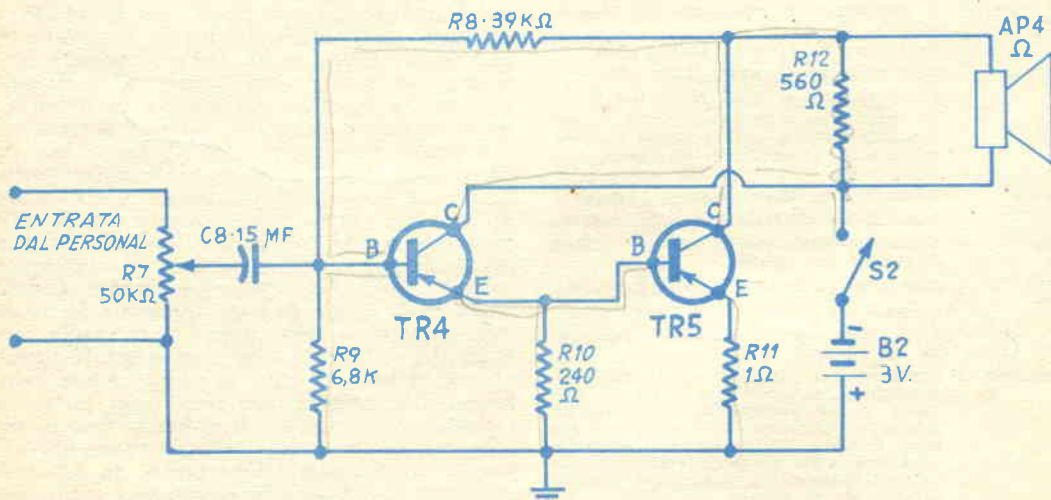 R8·39KΩ
AP4
Ω
R12
560
Ω
ENTRATA
DAL PERSONAL
R7
50KΩ
C8·15 MF
B
C
E
TR4
B
C
E
TR5
S2
R9
6,8K
R10
240
Ω
R11
1Ω
-
B2
3V.
+